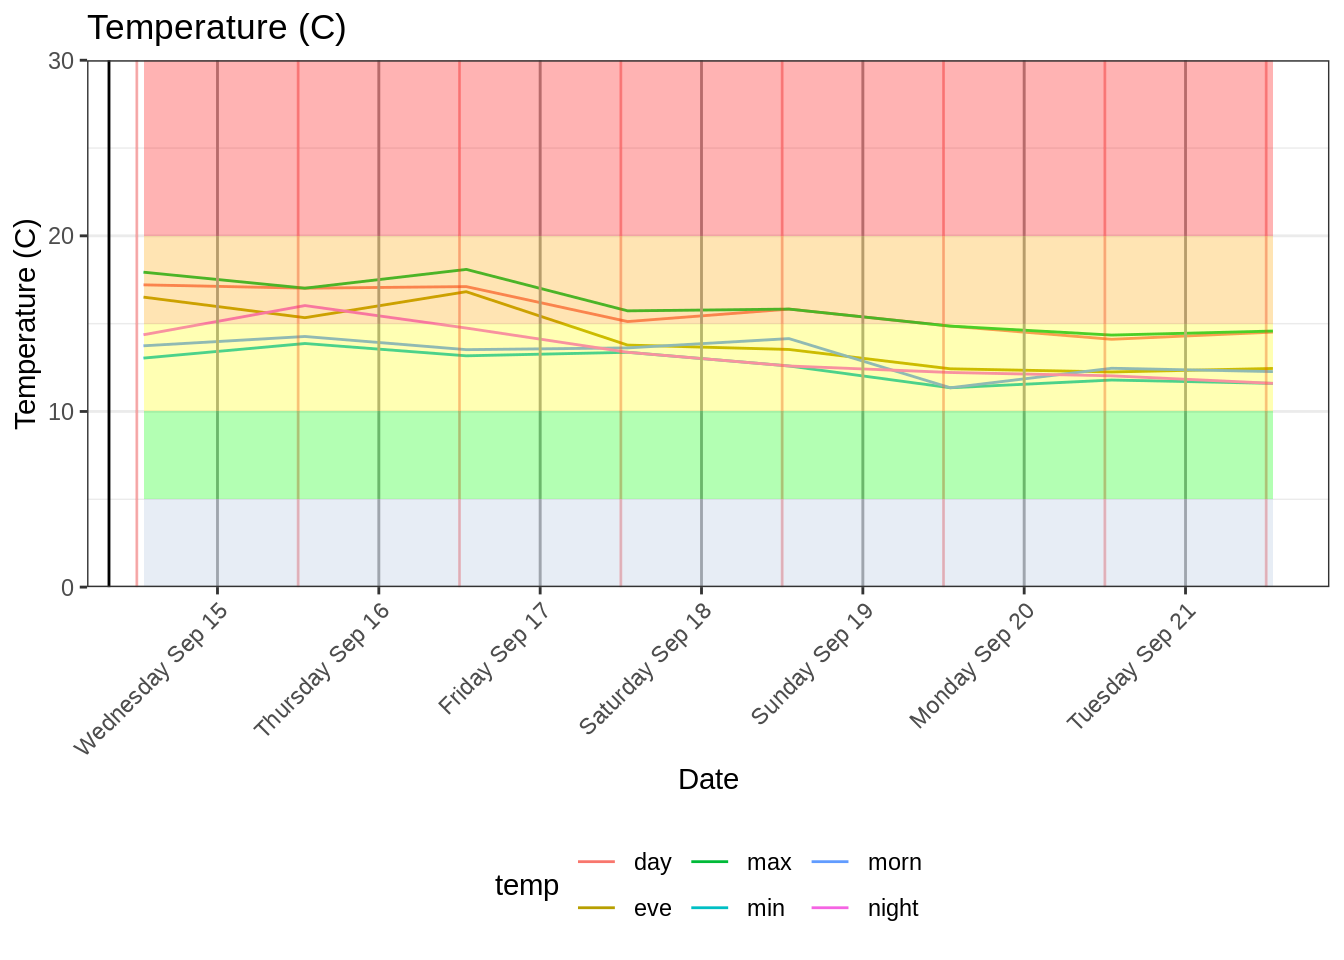 Temperature (C)
30
20
10
0
Temperature (C)
Wednesday Sep 15
Thursday Sep 16
Friday Sep 17
Saturday Sep 18
Sunday Sep 19
Monday Sep 20
Tuesday Sep 21
Date
temp
day
max
morn
eve
min
night